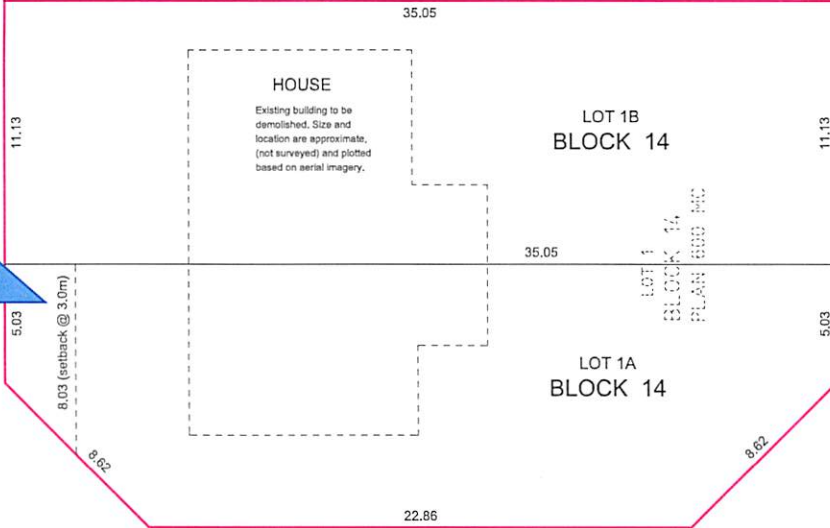 35.05
HOUSE
Existing building to be
demolished. Size and
location are approximate,
(not surveyed) and plotted
based on aerial imagery.
LOT 1B
BLOCK 14
11.13
11.13
35.05
LOT 1
BLOCK 14,
PLAN 600 MC
5.03
8.03 (setback @ 3.0m)
5.03
LOT 1A
BLOCK 14
8.62
8.62
22.86